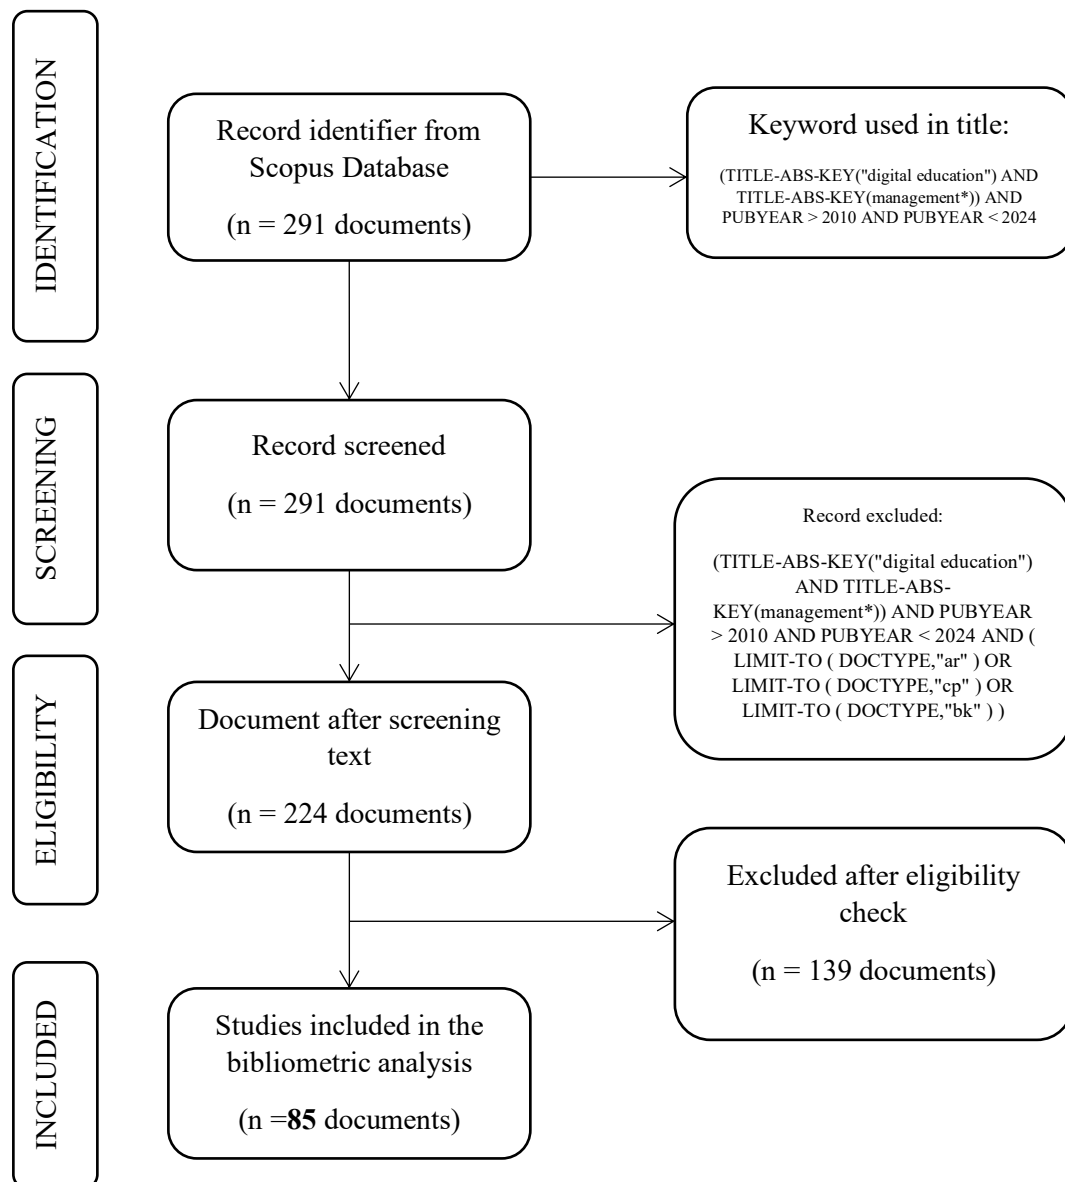 IDENTIFICATION
Record identifier from
Scopus Database
(n = 291 documents)
Keyword used in title:
(TITLE-ABS-KEY("digital education") AND
TITLE-ABS-KEY(management*)) AND
PUBYEAR > 2010 AND PUBYEAR < 2024
SCREENING
Record screened
(n = 291 documents)
Record excluded:
(TITLE-ABS-KEY("digital education")
AND TITLE-ABS-
KEY(management*)) AND PUBYEAR
> 2010 AND PUBYEAR < 2024 AND (
LIMIT-TO ( DOCTYPE,"ar" ) OR
LIMIT-TO ( DOCTYPE,"cp" ) OR
LIMIT-TO ( DOCTYPE,"bk" ) )
ELIGIBILITY
Document after screening
text
(n = 224 documents)
Excluded after eligibility
check
(n = 139 documents)
INCLUDED
Studies included in the
bibliometric analysis
(n =85 documents)